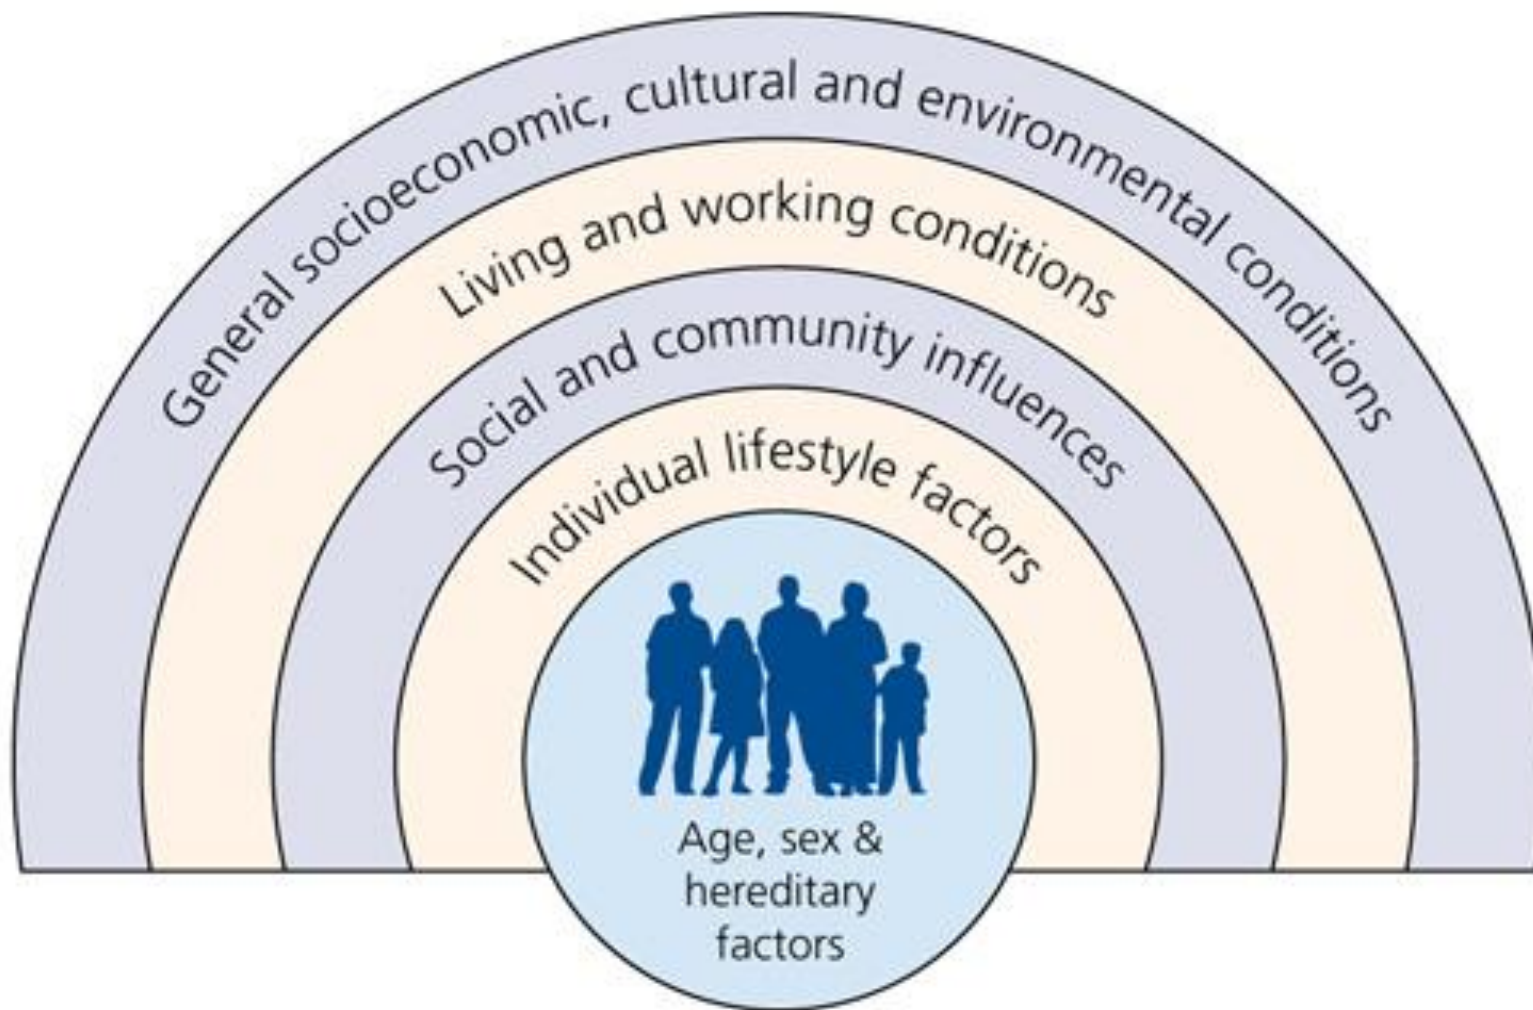 General socioeconomic, cultural and environmental conditions
Living and working conditions
Social and community influences
Individual lifestyle factors
Age, sex &
hereditary
factors